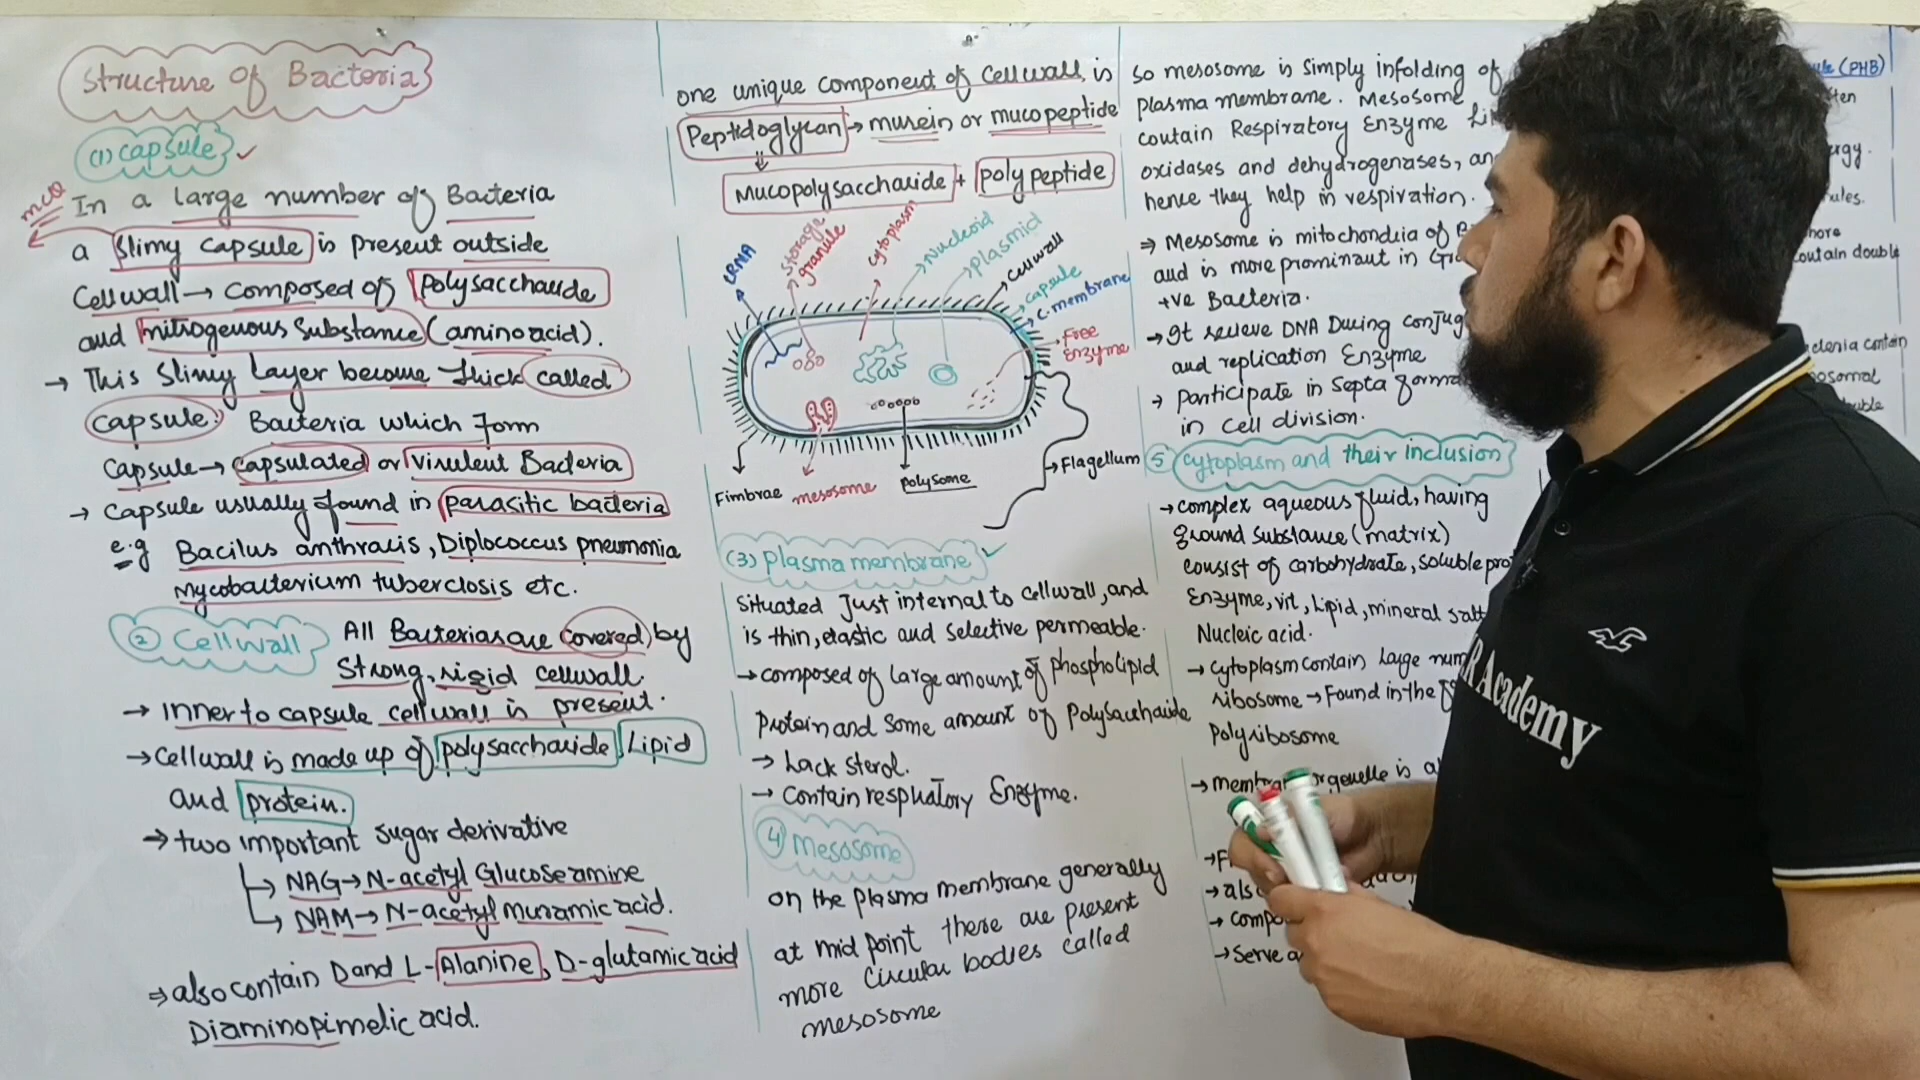 Structure of Bacteria
(1) capsule ✓
mcq
In a large number of Bacteria
a slimy capsule is present outside
Cellwall → composed of polysacchaude
and nitrogenous substance (amino acid).
→ This slimy layer become thick called
capsule. Bacteria which form
capsule → capsulated or virulent Bacteria
→ capsule usually found in parasitic bacteria
e.g Bacilus anthracis, Diplococcus pneumonia
mycobacterium tuberclosis etc.
② Cellwall All Bacterias are covered by
strong, rigid cellwall.
→ Inner to capsule cellwall is present.
→ Cellwall is made up of polysaccharide, Lipid
and protein.
→ two important sugar derivative
↳ NAG → N-acetyl Glucoseamine
↳ NAM → N-acetyl muramic acid.
⇒ also contain D and L-Alanine, D-glutamic acid
Diaminopimelic acid.
one unique component of Cellwall is
Peptidoglycan → murein or mucopeptide
⇓
Mucopolysaccharide + polypeptide
tRNA
storage
granule
cytoplasm
Nucleoid
plasmid
cellwall
capsule
c.membrane
Free
Enzyme
Fimbrae
mesosome
polysome
Flagellum
(3) Plasma membrane ✓
situated Just internal to cellwall, and
is thin, elastic and selective permeable.
→ composed of large amount of phospholipid
protein and some amount of polysacchaide
→ Lack sterol.
→ contain respiratory Enzyme.
4) Mesosome
on the plasma membrane generally
at mid point there are present
more circular bodies called
mesosome
so mesosome is simply infolding of
plasma membrane. Mesosome
contain Respiratory Enzyme
oxidases and dehydrogenases,
hence they help in respiration.
⇒ Mesosome is mitochondria of
and is more prominant in
+ve Bacteria.
→ It recieve DNA During
and replication Enzyme
→ participate in septa
in cell division.
5 Cytoplasm and their inclusion
→ complex aqueous fluid, having
ground substance (matrix)
consist of carbohydrate, soluble
Enzyme, vit, lipid, mineral salt
Nucleic acid.
→ cytoplasm contain large
ribosome → Found in the
polyribosome
→ is
→
→
→
→ serve
(PHB)
contain double
contain
double
R Academy